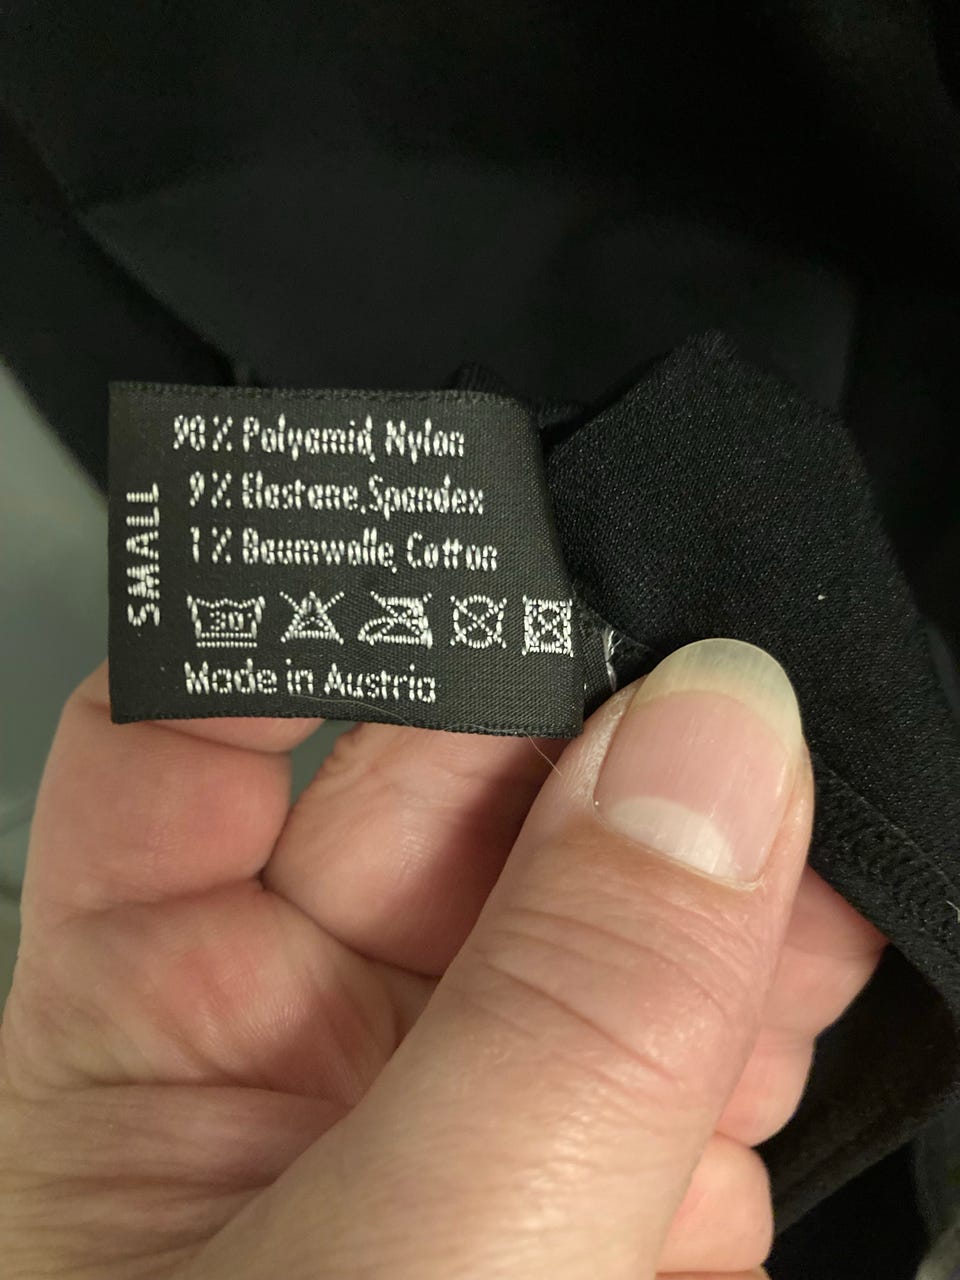 90% Polyamid, Nylon
9% Elastane,Spandex
1% Baumwolle, Cotton
30
Made in Austria
SMALL